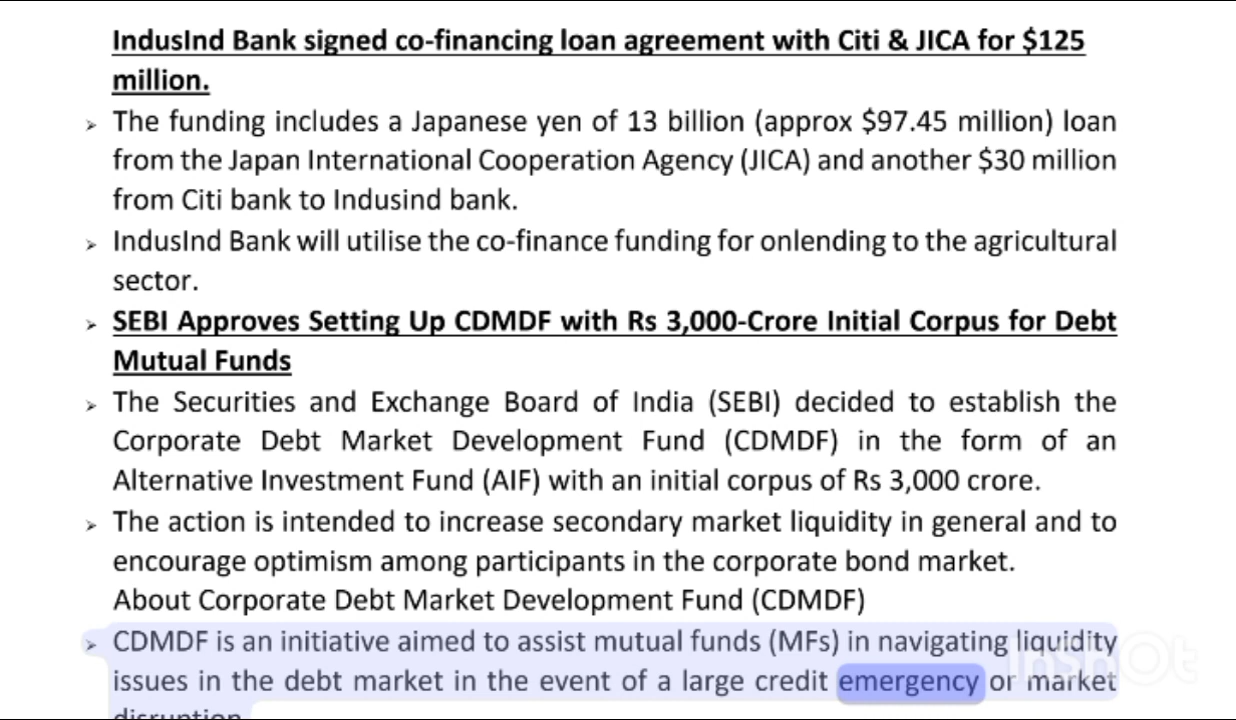 IndusInd Bank signed co-financing loan agreement with Citi & JICA for $125
million.
The funding includes a Japanese yen of 13 billion (approx $97.45 million) loan
from the Japan International Cooperation Agency (JICA) and another $30 million
from Citi bank to Indusind bank.
IndusInd Bank will utilise the co-finance funding for onlending to the agricultural
sector.
SEBI Approves Setting Up CDMDF with Rs 3,000-Crore Initial Corpus for Debt
Mutual Funds
The Securities and Exchange Board of India (SEBI) decided to establish the
Corporate Debt Market Development Fund (CDMDF) in the form of an
Alternative Investment Fund (AIF) with an initial corpus of Rs 3,000 crore.
The action is intended to increase secondary market liquidity in general and to
encourage optimism among participants in the corporate bond market.
About Corporate Debt Market Development Fund (CDMDF)
CDMDF is an initiative aimed to assist mutual funds (MFs) in navigating liquidity
issues in the debt market in the event of a large credit emergency or market
disruption.
InShOt